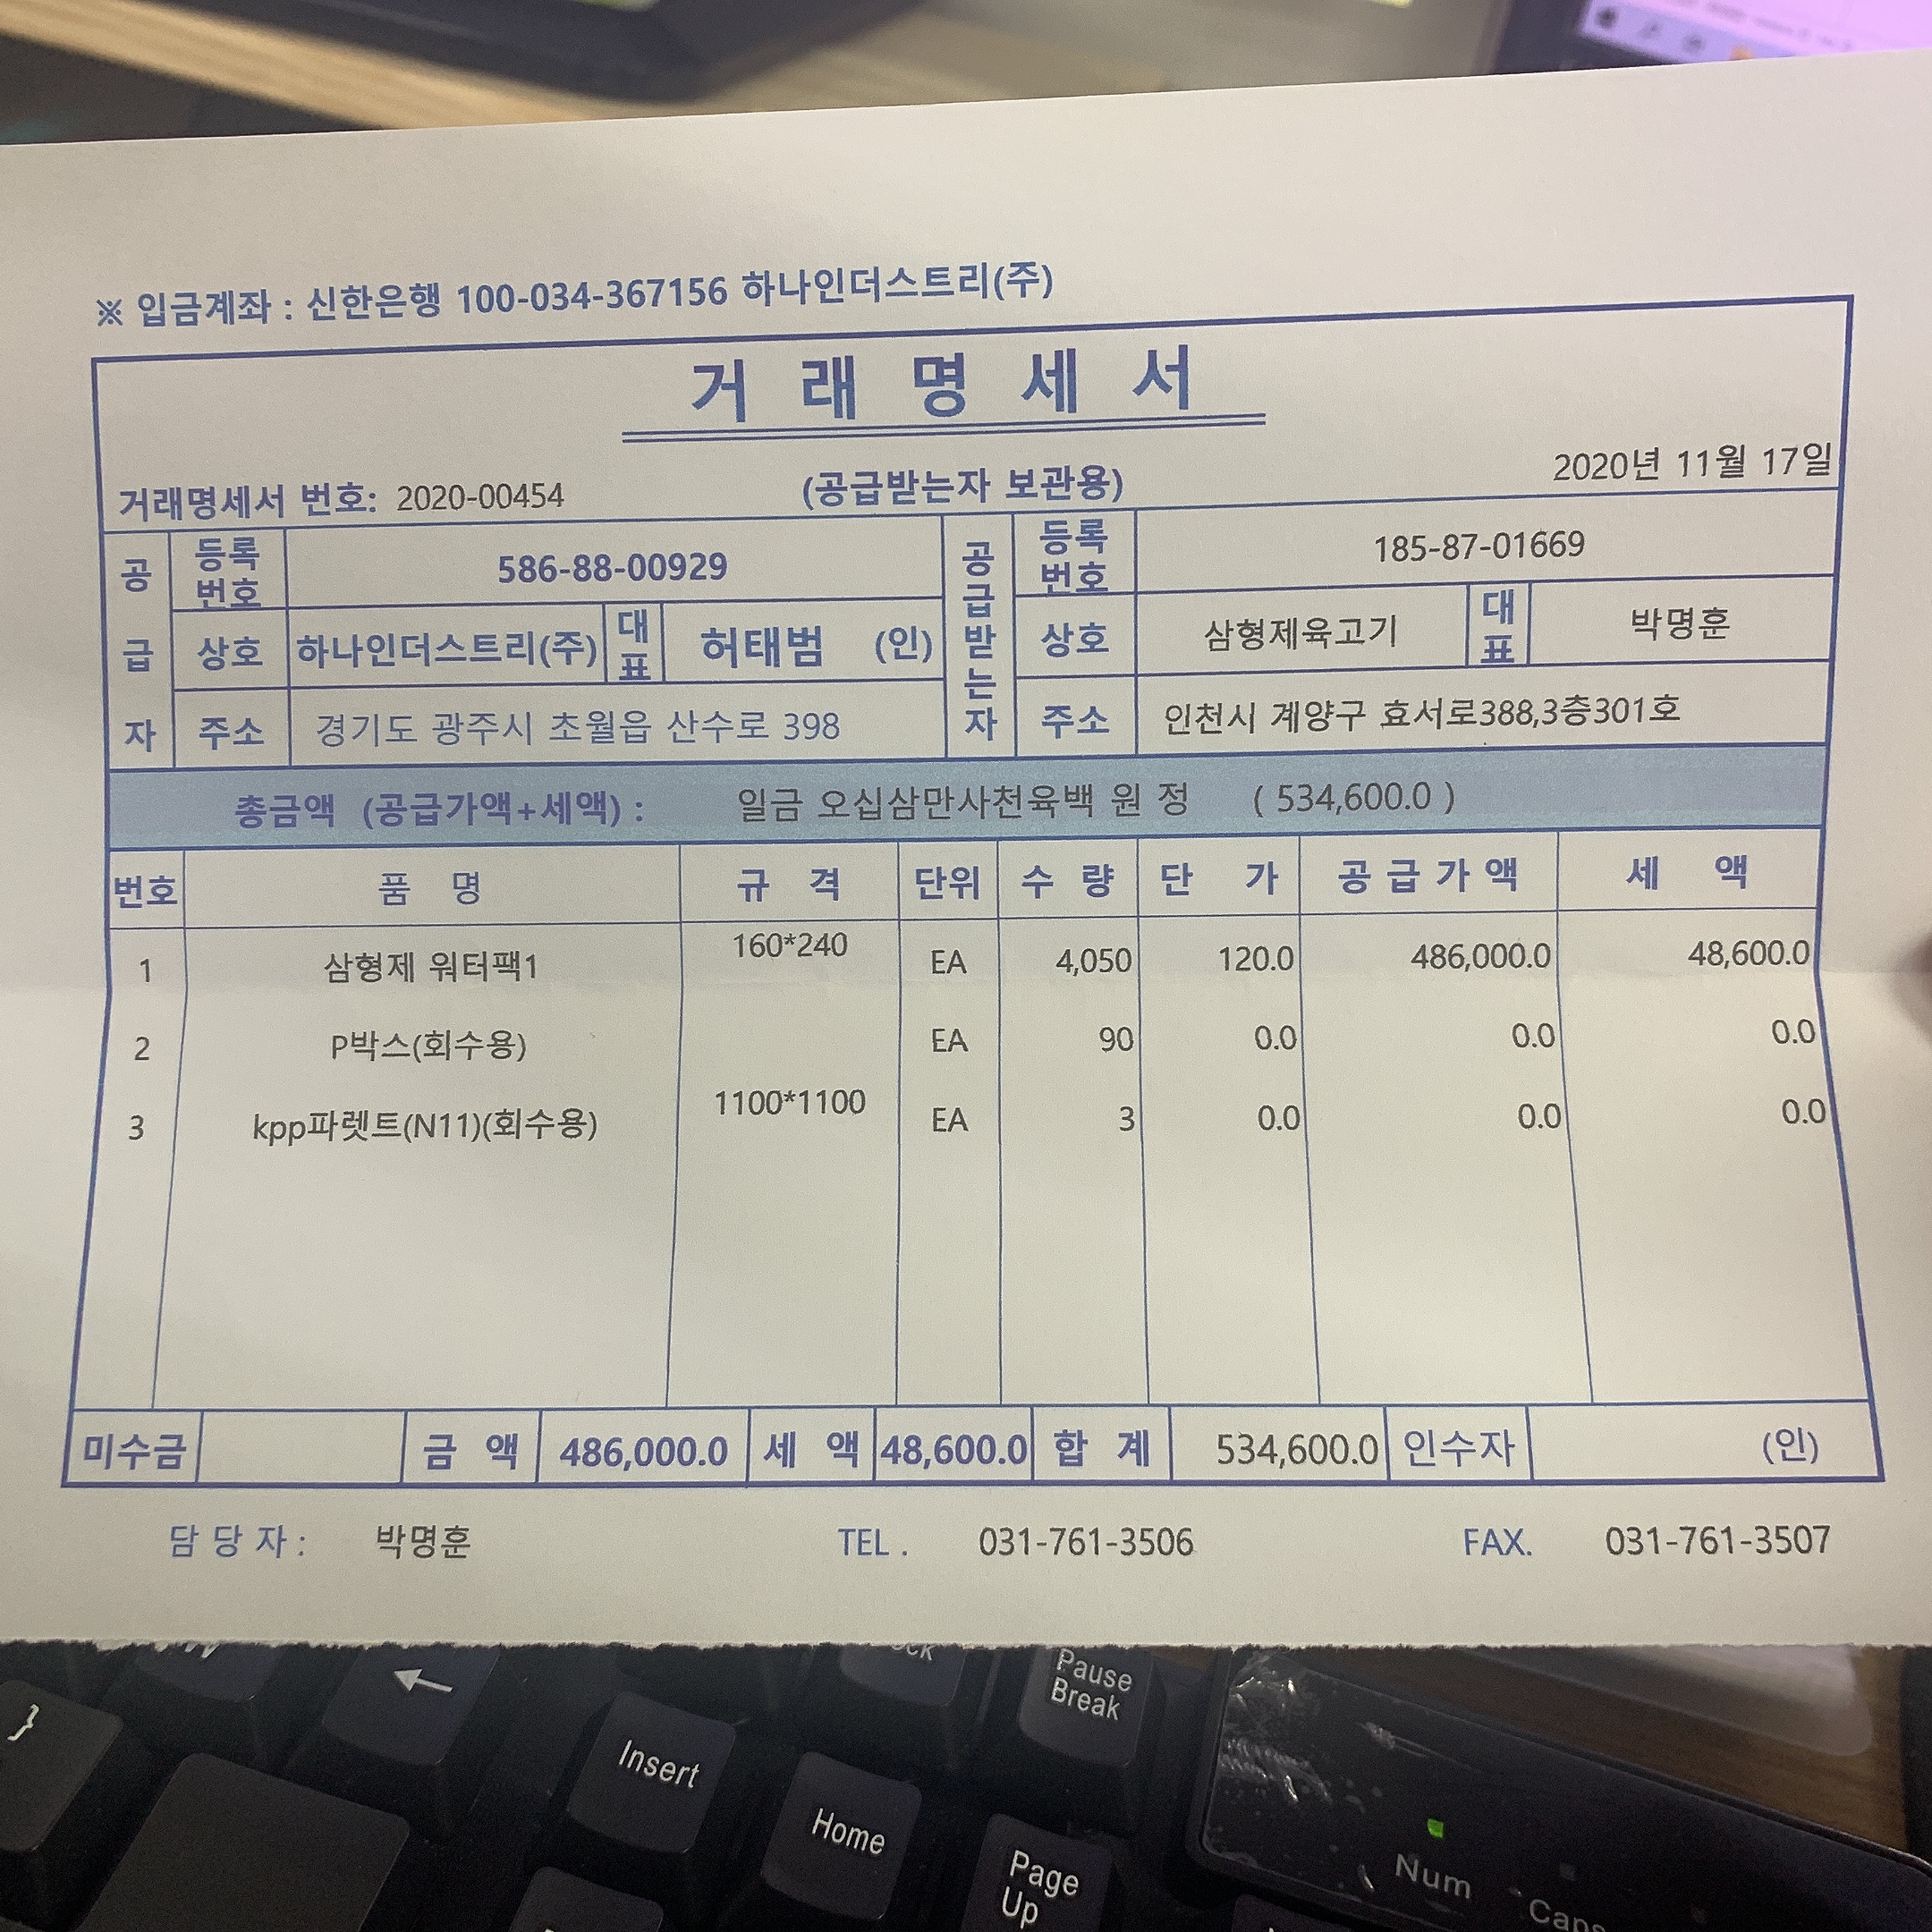 ※ 입금계좌 : 신한은행 100-034-367156 하나인더스트리(주)
거 래 명 세 서
거래명세서 번호: 2020-00454 (공급받는자 보관용) 2020년 11월 17일
공급자 등록번호 586-88-00929 공급받는자 등록번호 185-87-01669
상호 하나인더스트리(주) 대표 허태범 (인) 상호 삼형제육고기 대표 박명훈
주소 경기도 광주시 초월읍 산수로 398 주소 인천시 계양구 효서로388,3층301호
총금액 (공급가액+세액) : 일금 오십삼만사천육백 원 정 ( 534,600.0 )
번호 품 명 규 격 단위 수 량 단 가 공 급 가 액 세 액
1 삼형제 워터팩1 160*240 EA 4,050 120.0 486,000.0 48,600.0
2 P박스(회수용) EA 90 0.0 0.0 0.0
3 kpp파렛트(N11)(회수용) 1100*1100 EA 3 0.0 0.0 0.0
미수금 금 액 486,000.0 세 액 48,600.0 합 계 534,600.0 인수자 (인)
담 당 자 : 박명훈 TEL . 031-761-3506 FAX. 031-761-3507
}
←
Insert
Home
Pause
Break
Page
Up
Num
Caps